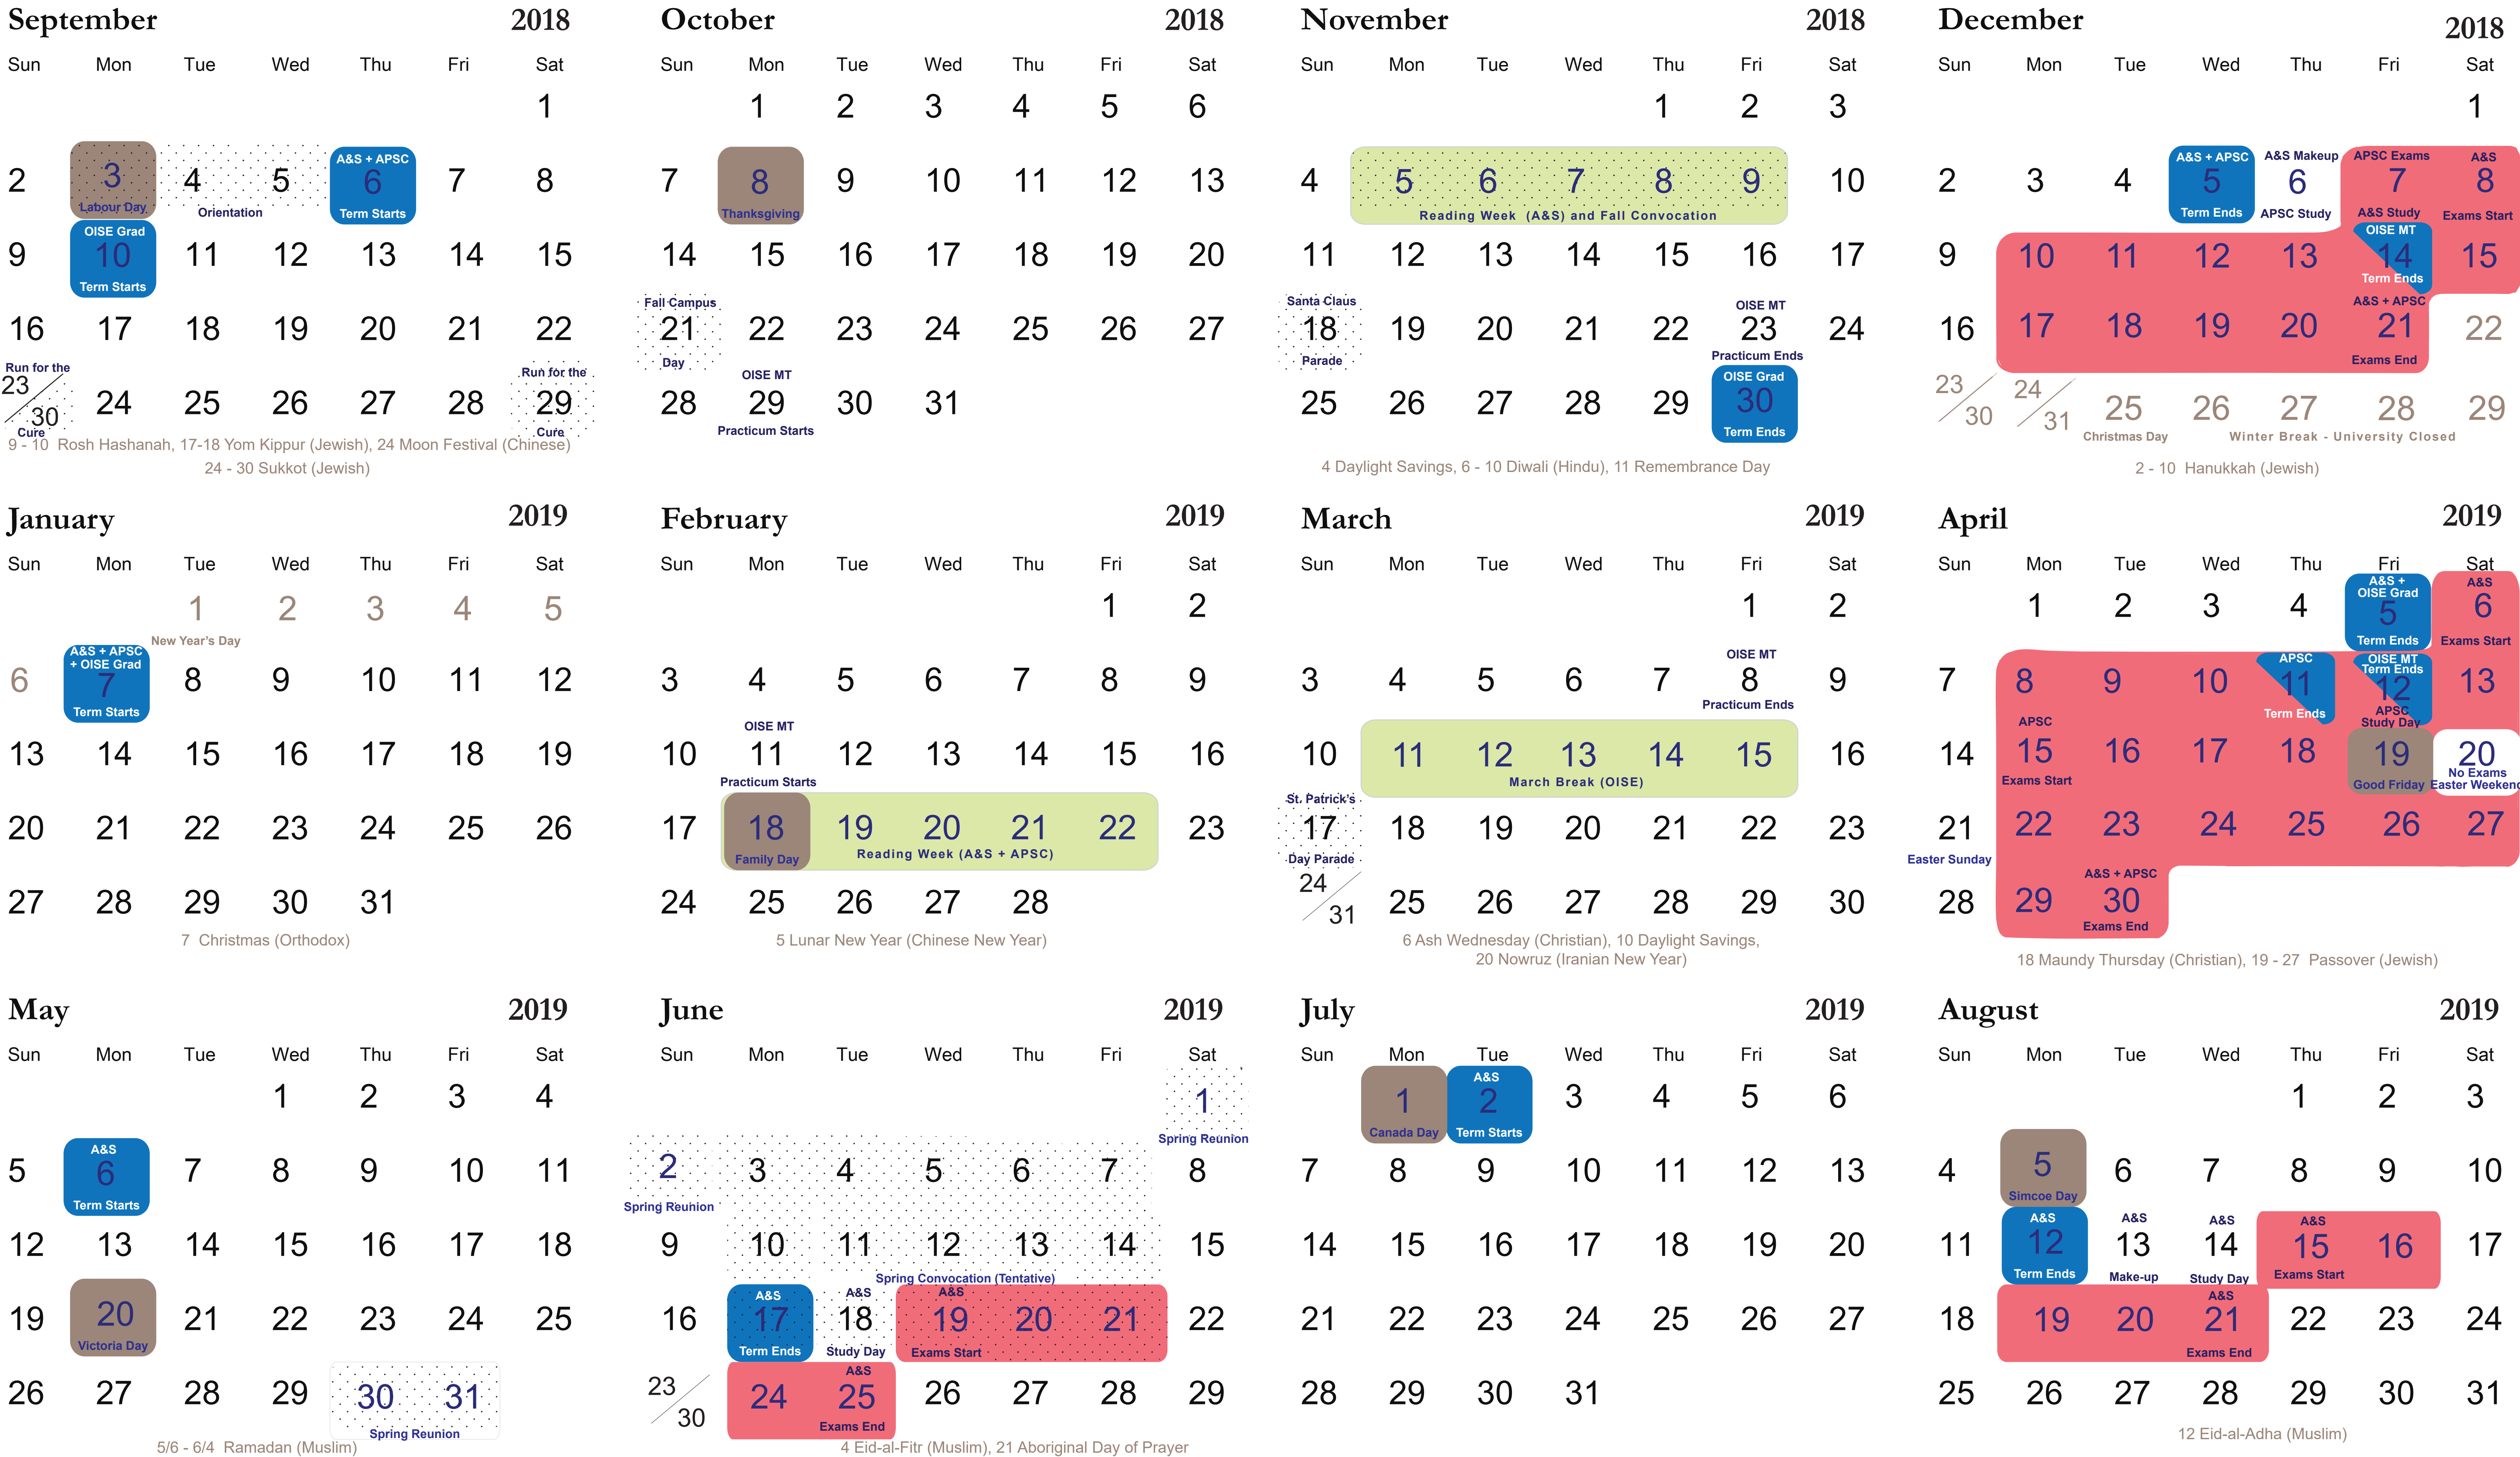 September 2018
Sun Mon Tue Wed Thu Fri Sat
1
A&S + APSC
2 3 4 5 6 7 8
Labour Day Orientation Term Starts
OISE Grad
9 10 11 12 13 14 15
Term Starts
16 17 18 19 20 21 22
Run for the Run for the
23/30 24 25 26 27 28 29
Cure Cure
9 - 10 Rosh Hashanah, 17-18 Yom Kippur (Jewish), 24 Moon Festival (Chinese)
24 - 30 Sukkot (Jewish)
October 2018
Sun Mon Tue Wed Thu Fri Sat
1 2 3 4 5 6
7 8 9 10 11 12 13
Thanksgiving
14 15 16 17 18 19 20
Fall Campus
21 22 23 24 25 26 27
Day
OISE MT
28 29 30 31
Practicum Starts
November 2018
Sun Mon Tue Wed Thu Fri Sat
1 2 3
4 5 6 7 8 9 10
Reading Week (A&S) and Fall Convocation
11 12 13 14 15 16 17
Santa Claus OISE MT
18 19 20 21 22 23 24
Parade Practicum Ends
OISE Grad
25 26 27 28 29 30
Term Ends
4 Daylight Savings, 6 - 10 Diwali (Hindu), 11 Remembrance Day
December 2018
Sun Mon Tue Wed Thu Fri Sat
1
A&S + APSC A&S Makeup APSC Exams A&S
2 3 4 5 6 7 8
Term Ends APSC Study A&S Study Exams Start
OISE MT
9 10 11 12 13 14 15
Term Ends
A&S + APSC
16 17 18 19 20 21 22
Exams End
23/30 24/31 25 26 27 28 29
Christmas Day Winter Break - University Closed
2 - 10 Hanukkah (Jewish)
January 2019
Sun Mon Tue Wed Thu Fri Sat
1 2 3 4 5
New Year's Day
A&S + APSC
+ OISE Grad
6 7 8 9 10 11 12
Term Starts
13 14 15 16 17 18 19
20 21 22 23 24 25 26
27 28 29 30 31
7 Christmas (Orthodox)
February 2019
Sun Mon Tue Wed Thu Fri Sat
1 2
3 4 5 6 7 8 9
OISE MT
10 11 12 13 14 15 16
Practicum Starts
17 18 19 20 21 22 23
Family Day Reading Week (A&S + APSC)
24 25 26 27 28
5 Lunar New Year (Chinese New Year)
March 2019
Sun Mon Tue Wed Thu Fri Sat
1 2
OISE MT
3 4 5 6 7 8 9
Practicum Ends
10 11 12 13 14 15 16
March Break (OISE)
St. Patrick's
17 18 19 20 21 22 23
Day Parade
24/31 25 26 27 28 29 30
6 Ash Wednesday (Christian), 10 Daylight Savings,
20 Nowruz (Iranian New Year)
April 2019
Sun Mon Tue Wed Thu Fri Sat
A&S + OISE Grad A&S
1 2 3 4 5 6
Term Ends Exams Start
APSC OISE MT Term Ends
7 8 9 10 11 12 13
Term Ends APSC Study Day
APSC
14 15 16 17 18 19 20
Exams Start Good Friday No Exams Easter Weekend
21 22 23 24 25 26 27
Easter Sunday
A&S + APSC
28 29 30
Exams End
18 Maundy Thursday (Christian), 19 - 27 Passover (Jewish)
May 2019
Sun Mon Tue Wed Thu Fri Sat
1 2 3 4
A&S
5 6 7 8 9 10 11
Term Starts
12 13 14 15 16 17 18
19 20 21 22 23 24 25
Victoria Day
26 27 28 29 30 31
Spring Reunion
5/6 - 6/4 Ramadan (Muslim)
June 2019
Sun Mon Tue Wed Thu Fri Sat
1
Spring Reunion
2 3 4 5 6 7 8
Spring Reunion
9 10 11 12 13 14 15
Spring Convocation (Tentative)
A&S A&S A&S
16 17 18 19 20 21 22
Term Ends Study Day Exams Start
A&S
23/30 24 25 26 27 28 29
Exams End
4 Eid-al-Fitr (Muslim), 21 Aboriginal Day of Prayer
July 2019
Sun Mon Tue Wed Thu Fri Sat
A&S
1 2 3 4 5 6
Canada Day Term Starts
7 8 9 10 11 12 13
14 15 16 17 18 19 20
21 22 23 24 25 26 27
28 29 30 31
August 2019
Sun Mon Tue Wed Thu Fri Sat
1 2 3
4 5 6 7 8 9 10
Simcoe Day
A&S A&S A&S A&S
11 12 13 14 15 16 17
Term Ends Make-up Study Day Exams Start
A&S
18 19 20 21 22 23 24
Exams End
25 26 27 28 29 30 31
12 Eid-al-Adha (Muslim)